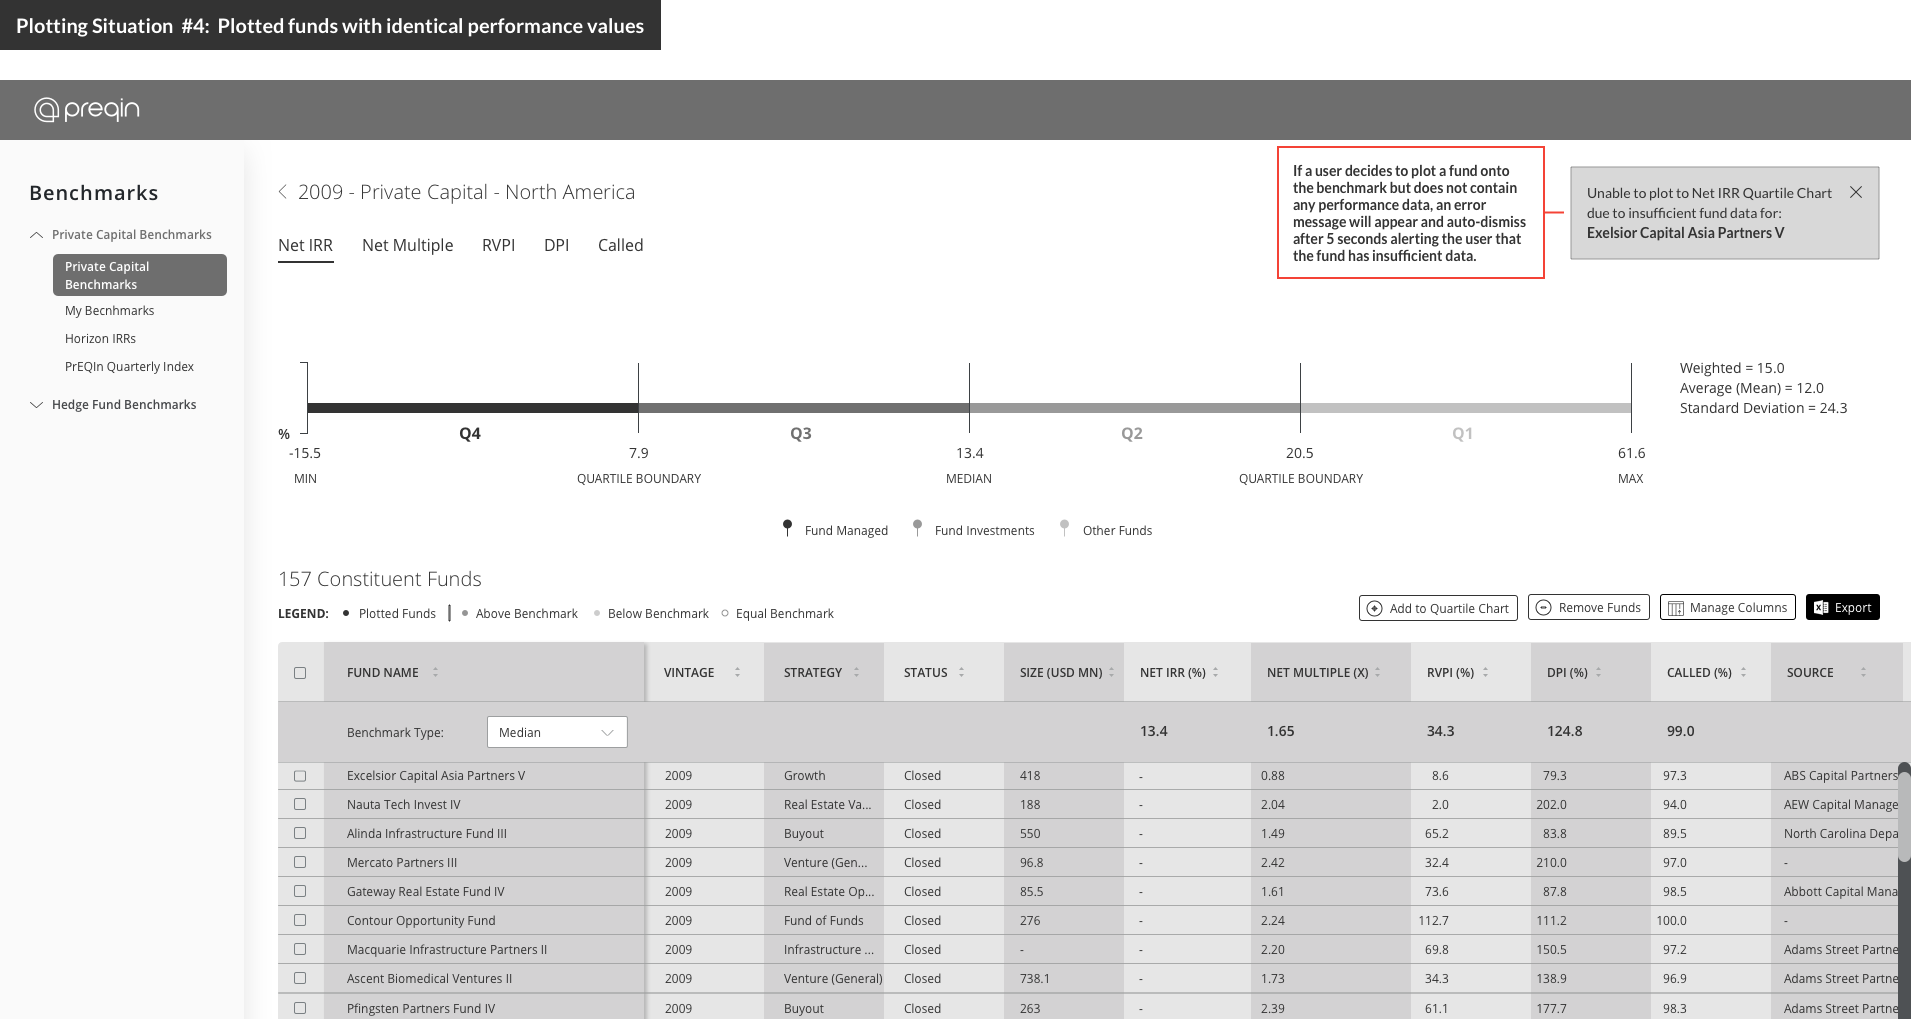 Plotting Situation #4: Plotted funds with identical performance values
preqin
Benchmarks
Private Capital Benchmarks
Private Capital
Benchmarks
My Becnhmarks
Horizon IRRs
PrEQIn Quarterly Index
Hedge Fund Benchmarks
2009 - Private Capital - North America
Net IRR Net Multiple RVPI DPI Called
If a user decides to plot a fund onto
the benchmark but does not contain
any performance data, an error
message will appear and auto-dismiss
after 5 seconds alerting the user that
the fund has insufficient data.
Unable to plot to Net IRR Quartile Chart
due to insufficient fund data for:
Exelsior Capital Asia Partners V
Weighted = 15.0
Average (Mean) = 12.0
Standard Deviation = 24.3
% Q4 Q3 Q2 Q1
-15.5 7.9 13.4 20.5 61.6
MIN QUARTILE BOUNDARY MEDIAN QUARTILE BOUNDARY MAX
Fund Managed Fund Investments Other Funds
157 Constituent Funds
LEGEND: Plotted Funds Above Benchmark Below Benchmark Equal Benchmark
Add to Quartile Chart Remove Funds Manage Columns Export
FUND NAME VINTAGE STRATEGY STATUS SIZE (USD MN) NET IRR (%) NET MULTIPLE (X) RVPI (%) DPI (%) CALLED (%) SOURCE
Benchmark Type: Median 13.4 1.65 34.3 124.8 99.0
Excelsior Capital Asia Partners V 2009 Growth Closed 418 - 0.88 8.6 79.3 97.3 ABS Capital Partners
Nauta Tech Invest IV 2009 Real Estate Va... Closed 188 - 2.04 2.0 202.0 94.0 AEW Capital Manage
Alinda Infrastructure Fund III 2009 Buyout Closed 550 - 1.49 65.2 83.8 89.5 North Carolina Depa
Mercato Partners III 2009 Venture (Gen... Closed 96.8 - 2.42 32.4 210.0 97.0 -
Gateway Real Estate Fund IV 2009 Real Estate Op... Closed 85.5 - 1.61 73.6 87.8 98.5 Abbott Capital Mana
Contour Opportunity Fund 2009 Fund of Funds Closed 276 - 2.24 112.7 111.2 100.0 -
Macquarie Infrastructure Partners II 2009 Infrastructure ... Closed - - 2.20 69.8 150.5 97.2 Adams Street Partne
Ascent Biomedical Ventures II 2009 Venture (General) Closed 738.1 - 1.73 34.3 138.9 96.9 Adams Street Partne
Pfingsten Partners Fund IV 2009 Buyout Closed 263 - 2.39 61.1 177.7 98.3 Adams Street Partne